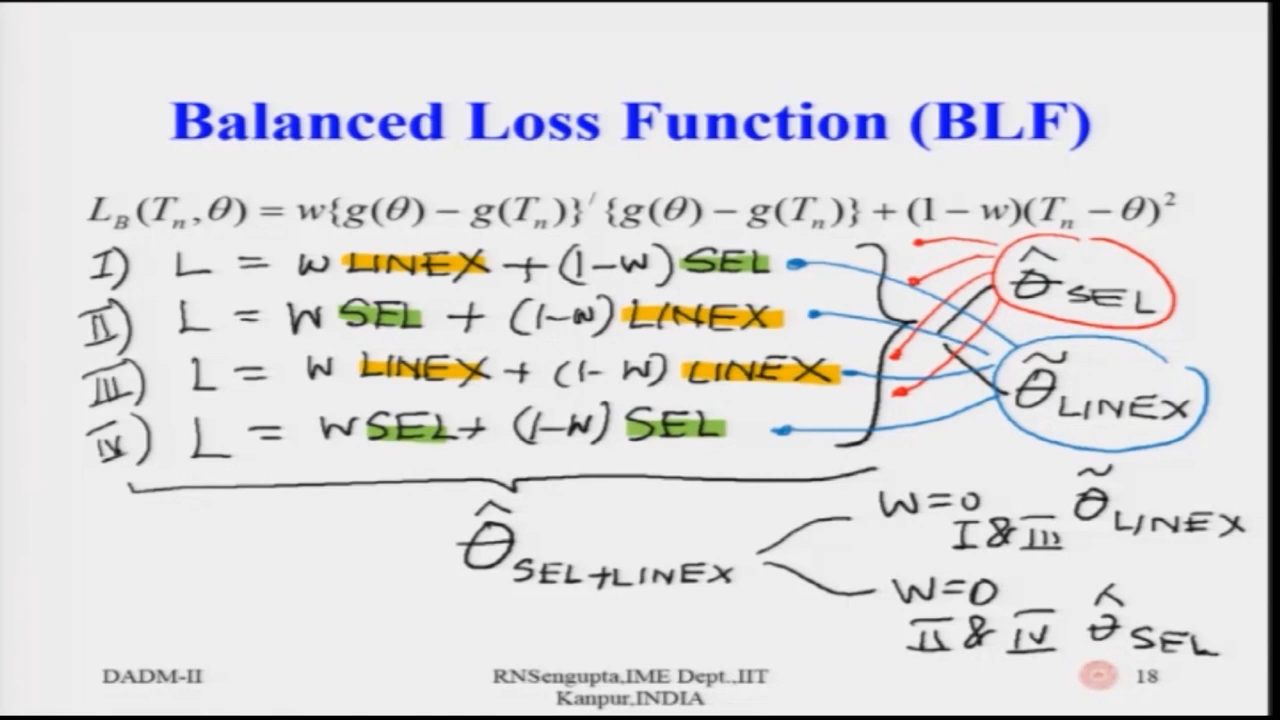 Balanced Loss Function (BLF)
L_B(T_n, θ) = w{g(θ) − g(T_n)}′{g(θ) − g(T_n)} + (1 − w)(T_n − θ)²
I) L = W LINEX + (1-W) SEL
II) L = W SEL + (1-W) LINEX
III) L = W LINEX + (1-W) LINEX
IV) L = WSEL + (1-W) SEL
θ̂ SEL
θ̃ LINEX
θ̂ SEL+LINEX
W=0
I & III θ̃ LINEX
W=0
II & IV θ̂ SEL
DADM-II
RNSengupta,IME Dept.,IIT
Kanpur,INDIA
18